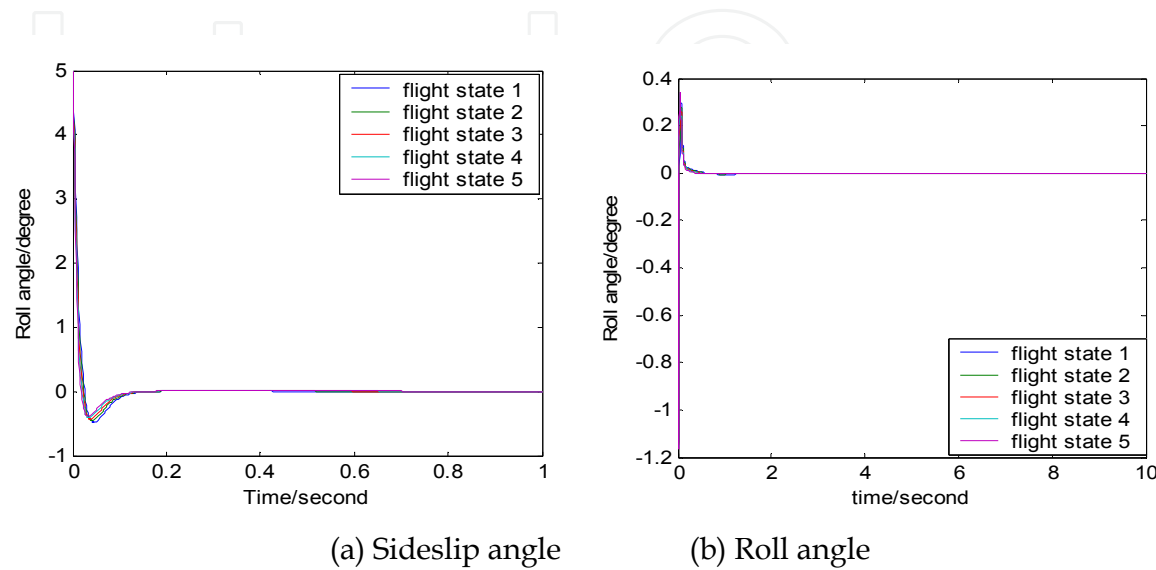 5
4
3
2
1
0
-1
Roll angle/degree
flight state 1
flight state 2
flight state 3
flight state 4
flight state 5
0
0.2
0.4
0.6
0.8
1
Time/second
0.4
0.2
0
-0.2
-0.4
-0.6
-0.8
-1
-1.2
Roll angle/degree
flight state 1
flight state 2
flight state 3
flight state 4
flight state 5
0
2
4
6
8
10
time/second
(a) Sideslip angle
(b) Roll angle